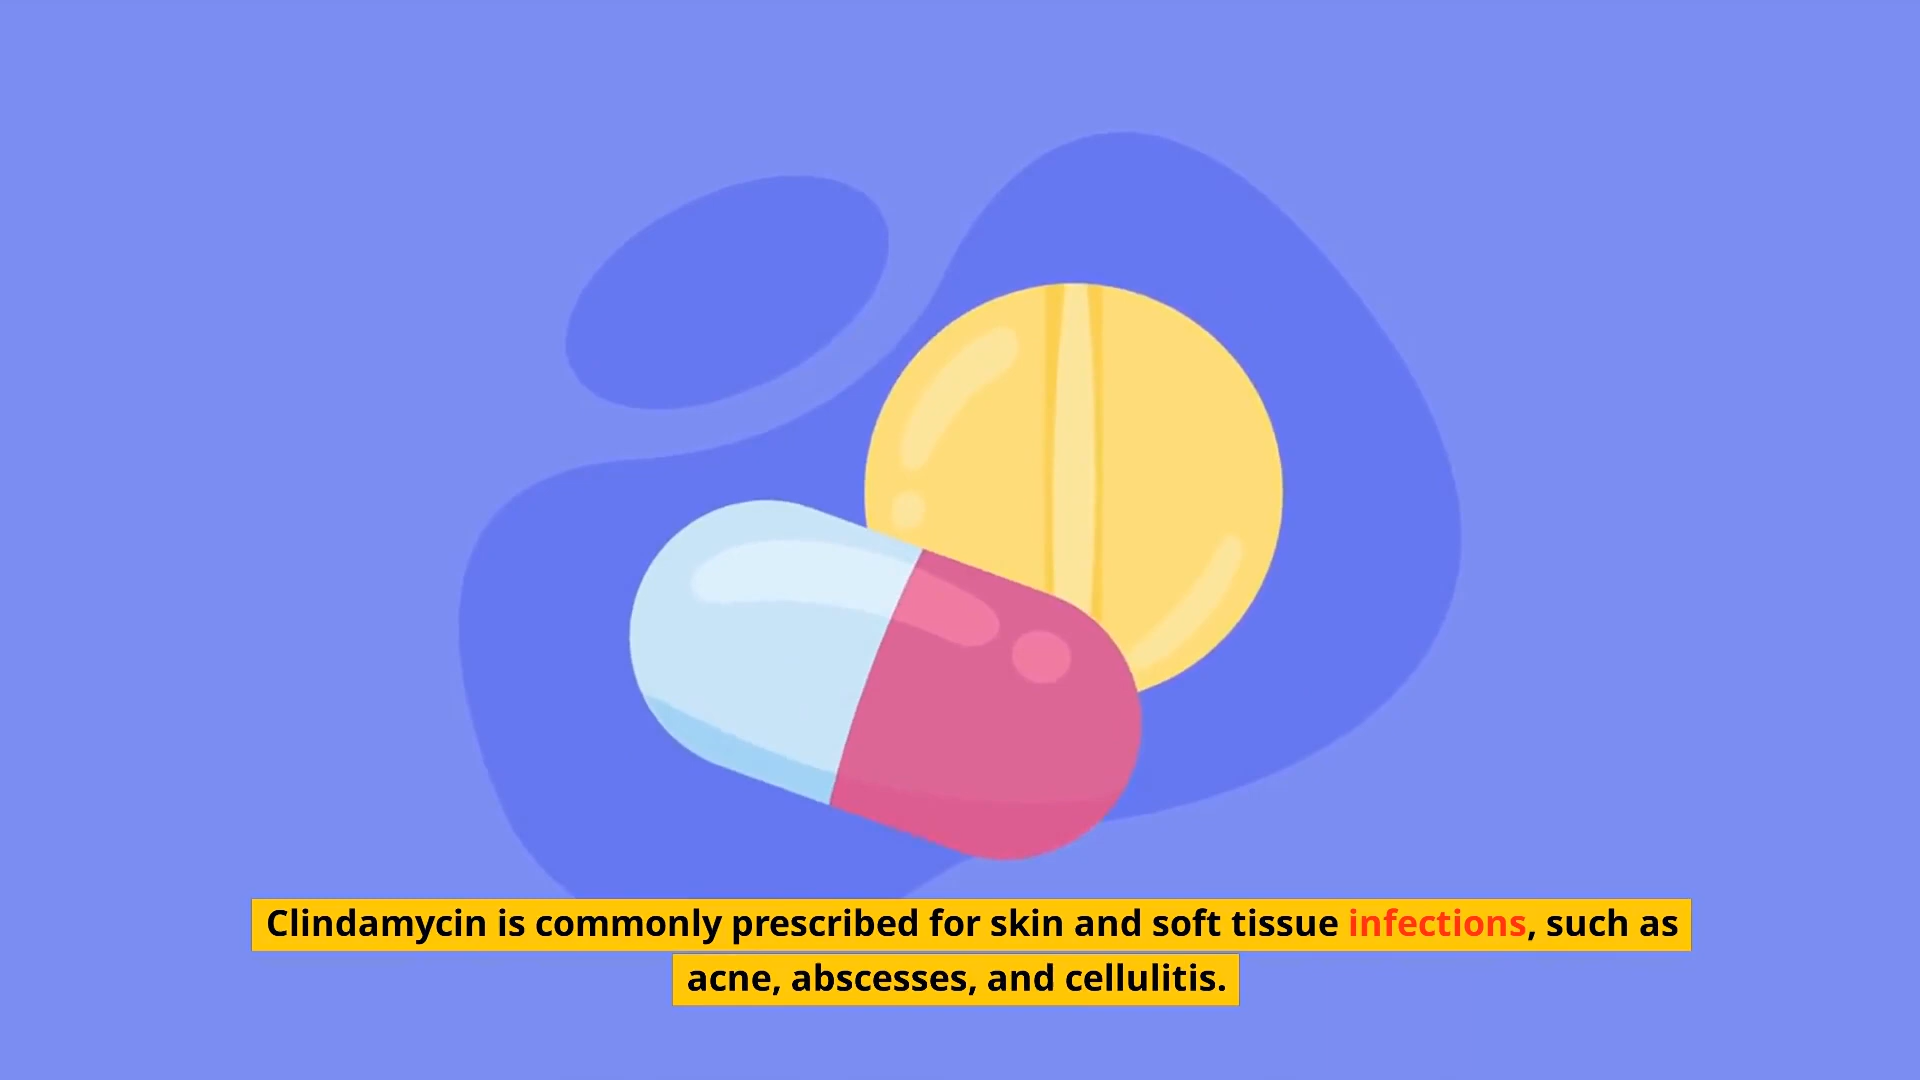 Clindamycin is commonly prescribed for skin and soft tissue infections, such as
acne, abscesses, and cellulitis.